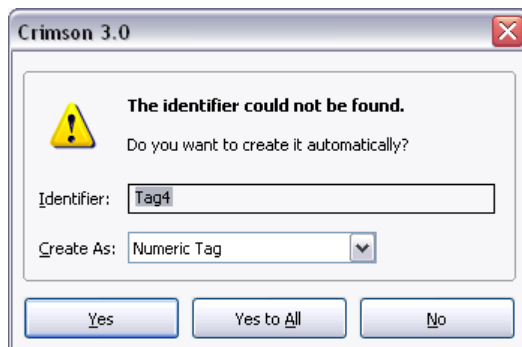 Crimson 3.0
The identifier could not be found.
Do you want to create it automatically?
Identifier: Tag4
Create As: Numeric Tag
Yes Yes to All No